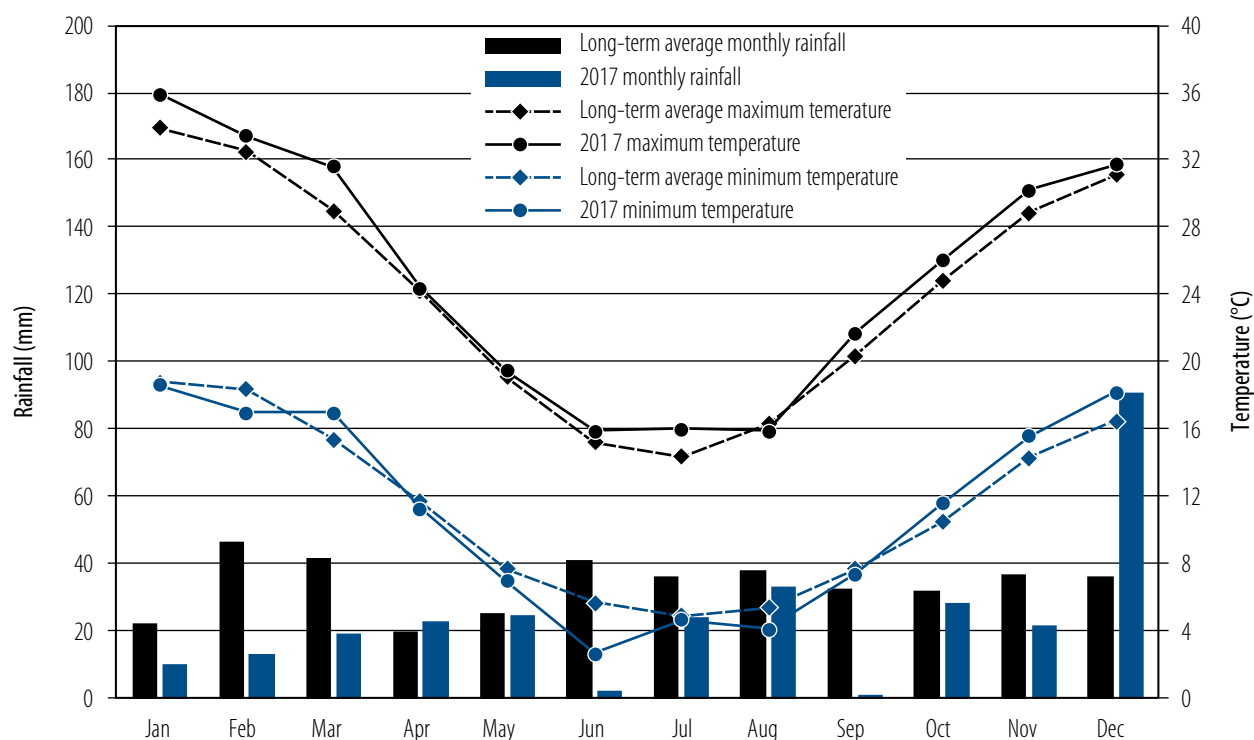 Long-term average monthly rainfall
2017 monthly rainfall
Long-term average maximum temerature
2017 maximum temperature
Long-term average minimum temperature
2017 minimum temperature
Rainfall (mm)
200
180
160
140
120
100
80
60
40
20
0
Temperature (°C)
40
36
32
28
24
20
16
12
8
4
0
Jan Feb Mar Apr May Jun Jul Aug Sep Oct Nov Dec